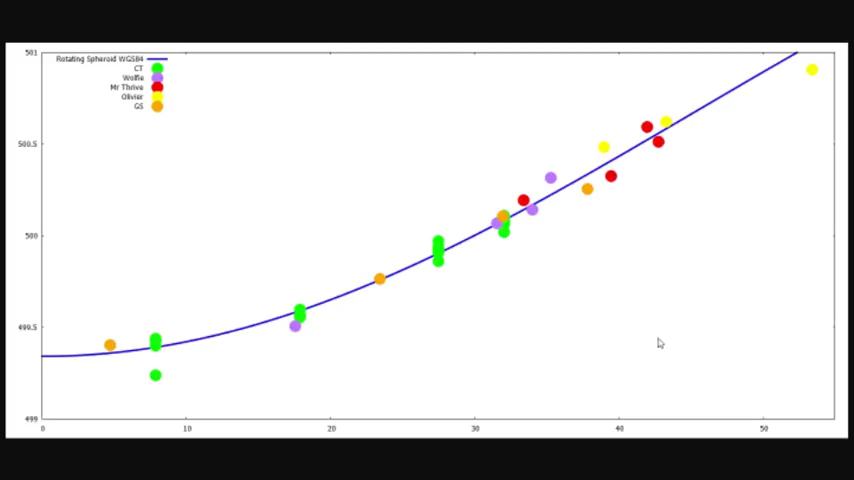 501
Rotating Spheroid WGS84
CT
Wolfie
Mr Thrive
Olivier
GS
500.5
500
499.5
499
0 10 20 30 40 50